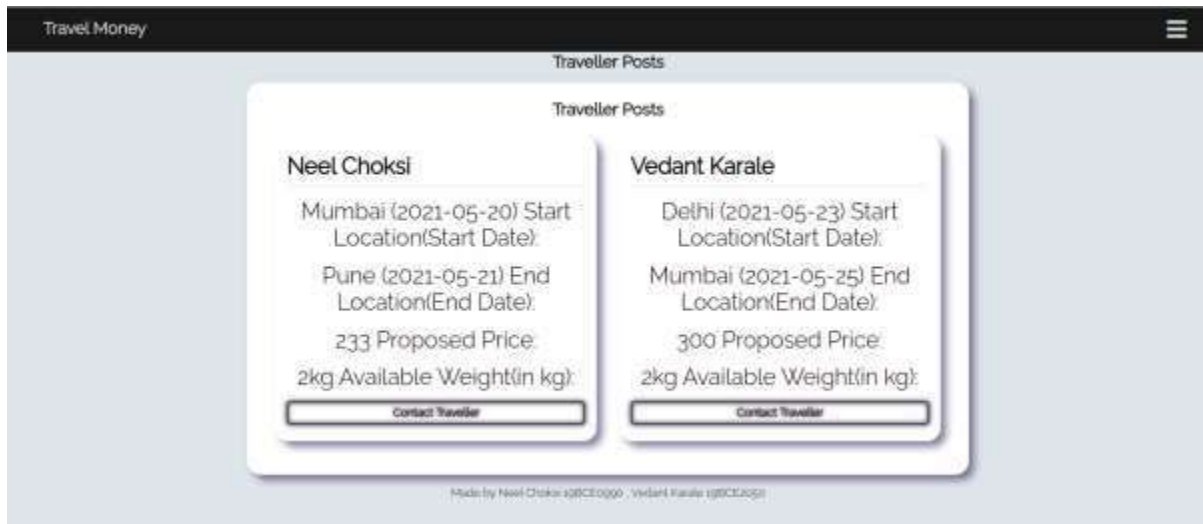 Travel Money
Traveller Posts
Traveller Posts
Neel Choksi
Mumbai (2021-05-20) Start
Location(Start Date):
Pune (2021-05-21) End
Location(End Date):
233 Proposed Price:
2kg Available Weight(in kg):
Contact Traveller
Vedant Karale
Delhi (2021-05-23) Start
Location(Start Date):
Mumbai (2021-05-25) End
Location(End Date):
300 Proposed Price:
2kg Available Weight(in kg):
Contact Traveller
Made by Neel Choksi , Vedant Karale